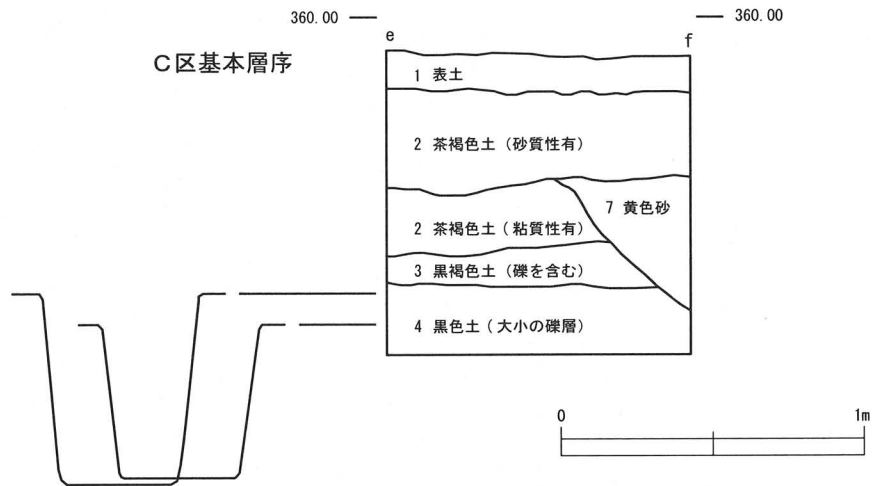 360.00
360.00
e
f
C区基本層序
1 表土
2 茶褐色土（砂質性有）
7 黄色砂
2 茶褐色土（粘質性有）
3 黒褐色土（礫を含む）
4 黒色土（大小の礫層）
0
1m